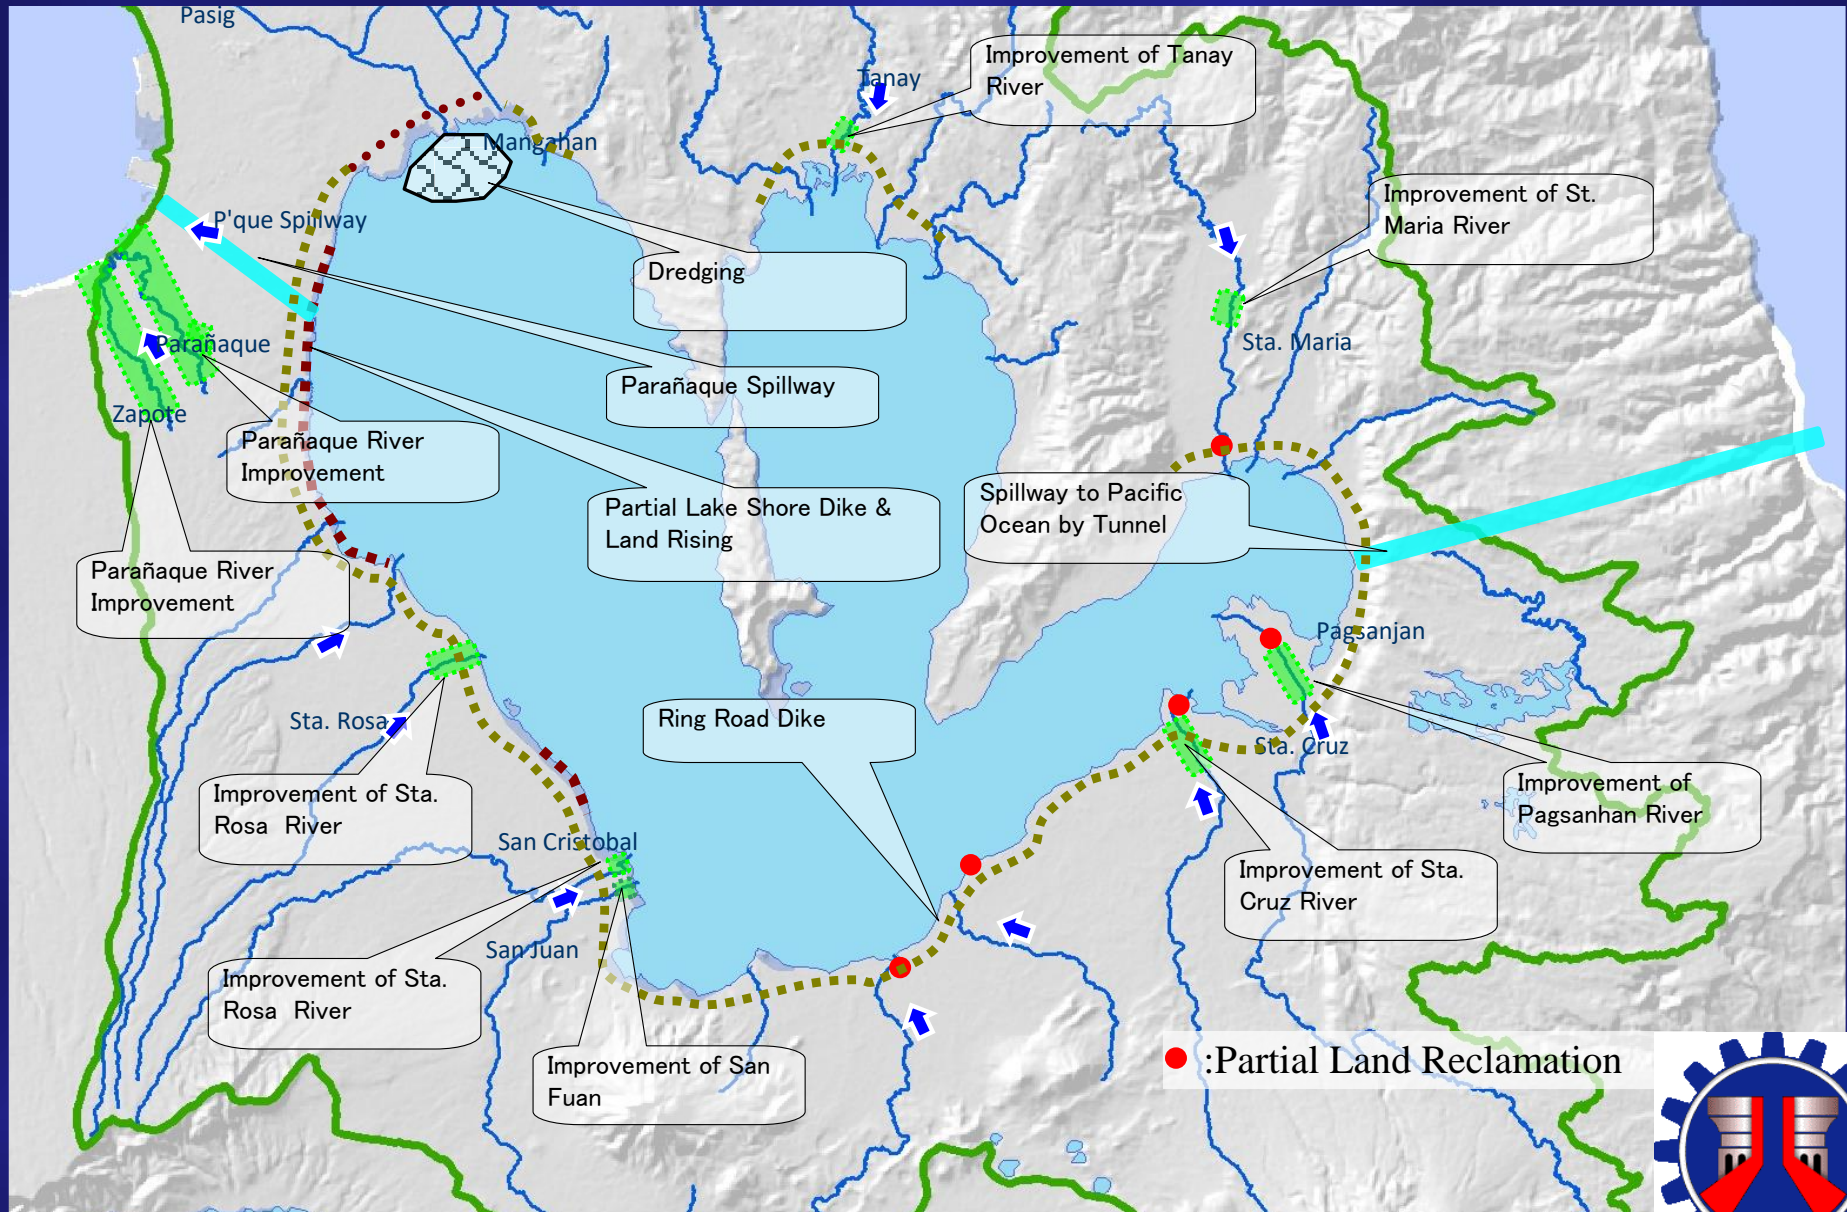 Pasig
Improvement of Tanay
River
Tanay
Mangahan
Improvement of St.
Maria River
P'que Spillway
Dredging
Sta. Maria
Parañaque
Parañaque Spillway
Zapote
Parañaque River
Improvement
Partial Lake Shore Dike &
Land Rising
Spillway to Pacific
Ocean by Tunnel
Parañaque River
Improvement
Pagsanjan
Sta. Rosa
Ring Road Dike
Sta. Cruz
Improvement of Sta.
Rosa River
Improvement of
Pagsanhan River
San Cristobal
Improvement of Sta.
Cruz River
San Juan
Improvement of Sta.
Rosa River
Improvement of San
Fuan
:Partial Land Reclamation